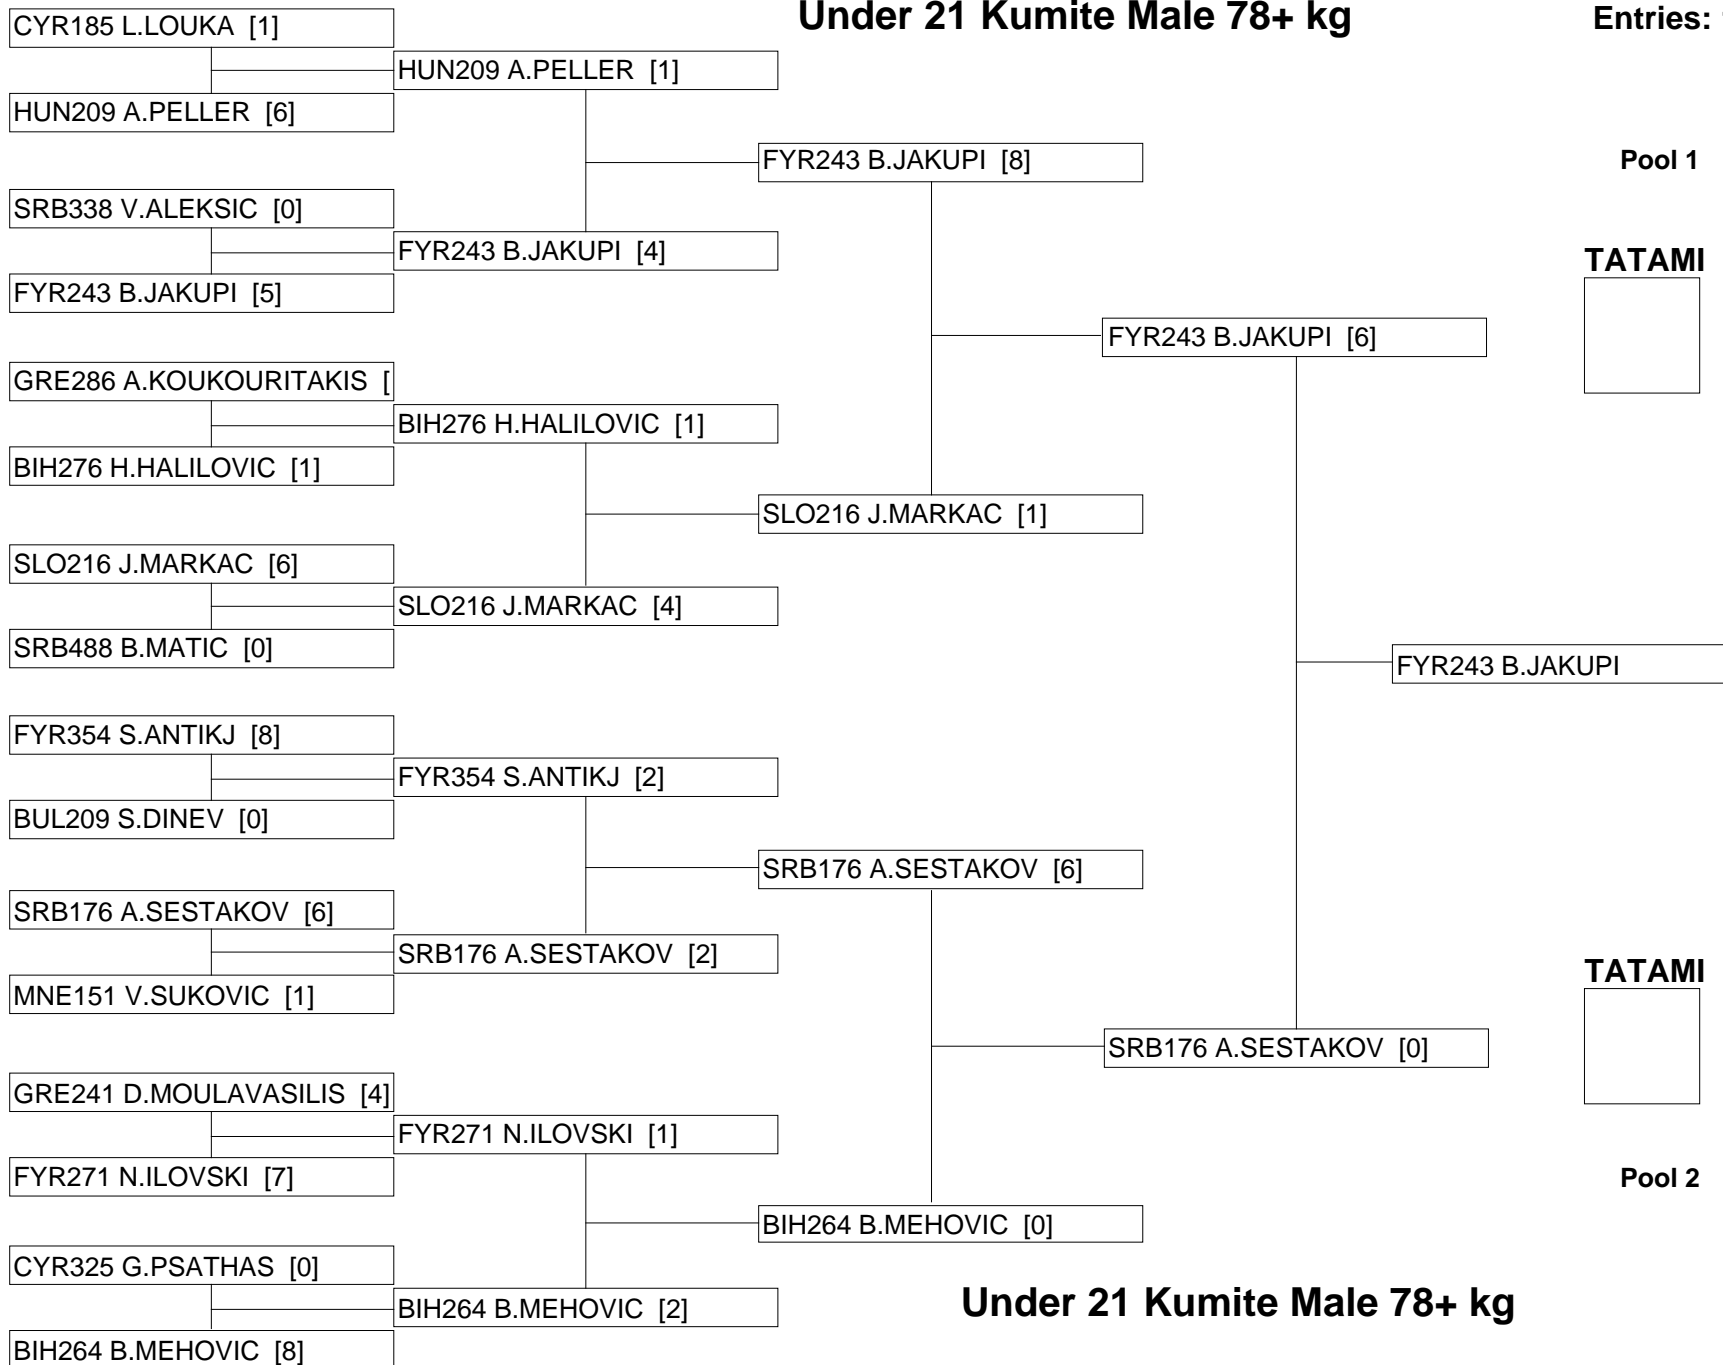 Under 21 Kumite Male 78+ kg
Entries:
CYR185 L.LOUKA [1]
HUN209 A.PELLER [6]
SRB338 V.ALEKSIC [0]
FYR243 B.JAKUPI [5]
GRE286 A.KOUKOURITAKIS [
BIH276 H.HALILOVIC [1]
SLO216 J.MARKAC [6]
SRB488 B.MATIC [0]
FYR354 S.ANTIKJ [8]
BUL209 S.DINEV [0]
SRB176 A.SESTAKOV [6]
MNE151 V.SUKOVIC [1]
GRE241 D.MOULAVASILIS [4]
FYR271 N.ILOVSKI [7]
CYR325 G.PSATHAS [0]
BIH264 B.MEHOVIC [8]
HUN209 A.PELLER [1]
FYR243 B.JAKUPI [4]
BIH276 H.HALILOVIC [1]
SLO216 J.MARKAC [4]
FYR354 S.ANTIKJ [2]
SRB176 A.SESTAKOV [2]
FYR271 N.ILOVSKI [1]
BIH264 B.MEHOVIC [2]
FYR243 B.JAKUPI [8]
SLO216 J.MARKAC [1]
SRB176 A.SESTAKOV [6]
BIH264 B.MEHOVIC [0]
FYR243 B.JAKUPI [6]
SRB176 A.SESTAKOV [0]
FYR243 B.JAKUPI
Pool 1
TATAMI
TATAMI
Pool 2
Under 21 Kumite Male 78+ kg